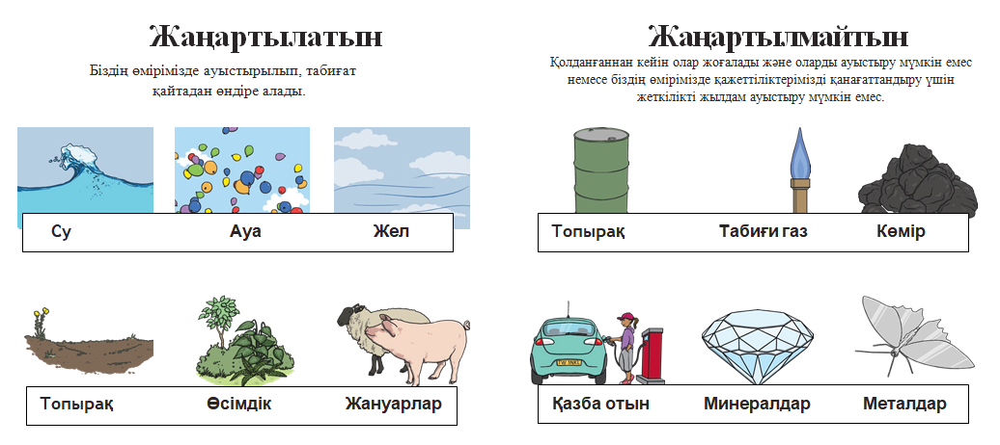 Жаңартылатын
Біздің өмірімізде ауыстырылып, табиғат
қайтадан өндіре алады.
Су Ауа Жел
Топырақ Өсімдік Жануарлар
Жаңартылмайтын
Қолданғаннан кейін олар жоғалады және оларды ауыстыру мүмкін емес
немесе біздің өмірімізде қажеттіліктерімізді қанағаттандыру үшін
жеткілікті жылдам ауыстыру мүмкін емес.
Топырақ Табиғи газ Көмір
TW INKL
Қазба отын Минералдар Металдар